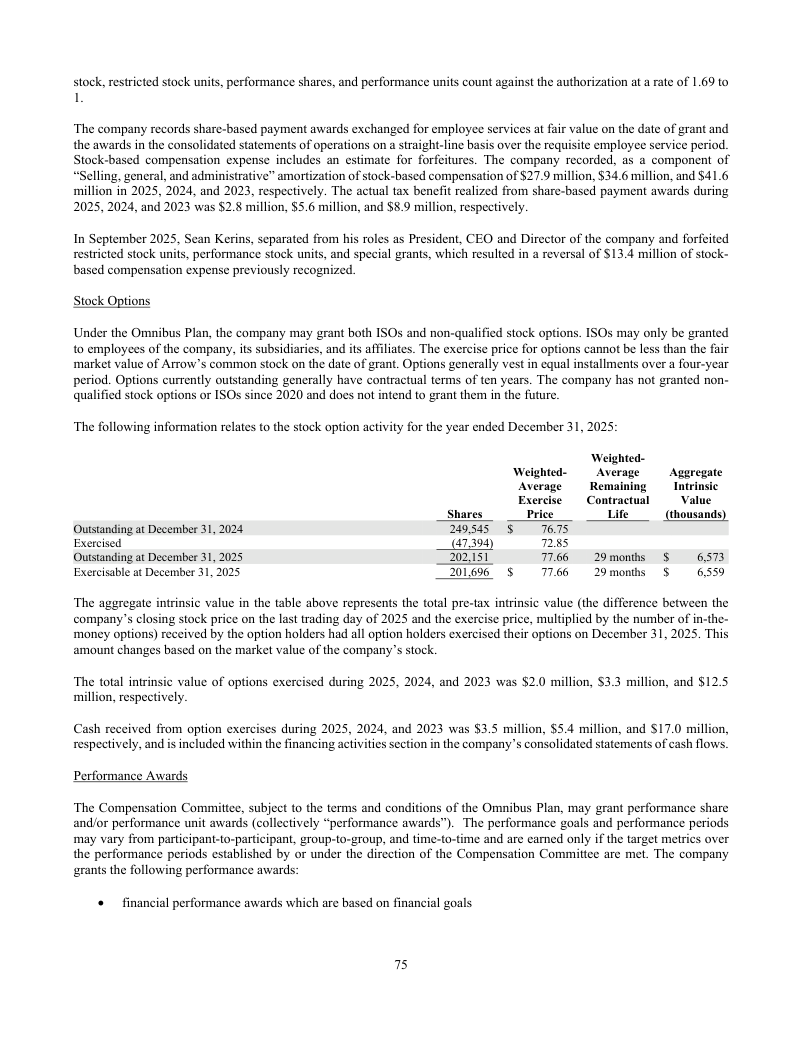 stock, restricted stock units, performance shares, and performance units count against the authorization at a rate of 1.69 to
1.
The company records share-based payment awards exchanged for employee services at fair value on the date of grant and
the awards in the consolidated statements of operations on a straight-line basis over the requisite employee service period.
Stock-based compensation expense includes an estimate for forfeitures. The company recorded, as a component of
“Selling, general, and administrative” amortization of stock-based compensation of $27.9 million, $34.6 million, and $41.6
million in 2025, 2024, and 2023, respectively. The actual tax benefit realized from share-based payment awards during
2025, 2024, and 2023 was $2.8 million, $5.6 million, and $8.9 million, respectively.
In September 2025, Sean Kerins, separated from his roles as President, CEO and Director of the company and forfeited
restricted stock units, performance stock units, and special grants, which resulted in a reversal of $13.4 million of stock-
based compensation expense previously recognized.
Stock Options
Under the Omnibus Plan, the company may grant both ISOs and non-qualified stock options. ISOs may only be granted
to employees of the company, its subsidiaries, and its affiliates. The exercise price for options cannot be less than the fair
market value of Arrow’s common stock on the date of grant. Options generally vest in equal installments over a four-year
period. Options currently outstanding generally have contractual terms of ten years. The company has not granted non-
qualified stock options or ISOs since 2020 and does not intend to grant them in the future.
The following information relates to the stock option activity for the year ended December 31, 2025:
Weighted-
Weighted- Average Aggregate
Average Remaining Intrinsic
Exercise Contractual Value
Shares Price Life (thousands)
Outstanding at December 31, 2024 249,545 $ 76.75
Exercised (47,394) 72.85
Outstanding at December 31, 2025 202,151 77.66 29 months $ 6,573
Exercisable at December 31, 2025 201,696 $ 77.66 29 months $ 6,559
The aggregate intrinsic value in the table above represents the total pre-tax intrinsic value (the difference between the
company’s closing stock price on the last trading day of 2025 and the exercise price, multiplied by the number of in-the-
money options) received by the option holders had all option holders exercised their options on December 31, 2025. This
amount changes based on the market value of the company’s stock.
The total intrinsic value of options exercised during 2025, 2024, and 2023 was $2.0 million, $3.3 million, and $12.5
million, respectively.
Cash received from option exercises during 2025, 2024, and 2023 was $3.5 million, $5.4 million, and $17.0 million,
respectively, and is included within the financing activities section in the company’s consolidated statements of cash flows.
Performance Awards
The Compensation Committee, subject to the terms and conditions of the Omnibus Plan, may grant performance share
and/or performance unit awards (collectively “performance awards”). The performance goals and performance periods
may vary from participant-to-participant, group-to-group, and time-to-time and are earned only if the target metrics over
the performance periods established by or under the direction of the Compensation Committee are met. The company
grants the following performance awards:
• financial performance awards which are based on financial goals
75